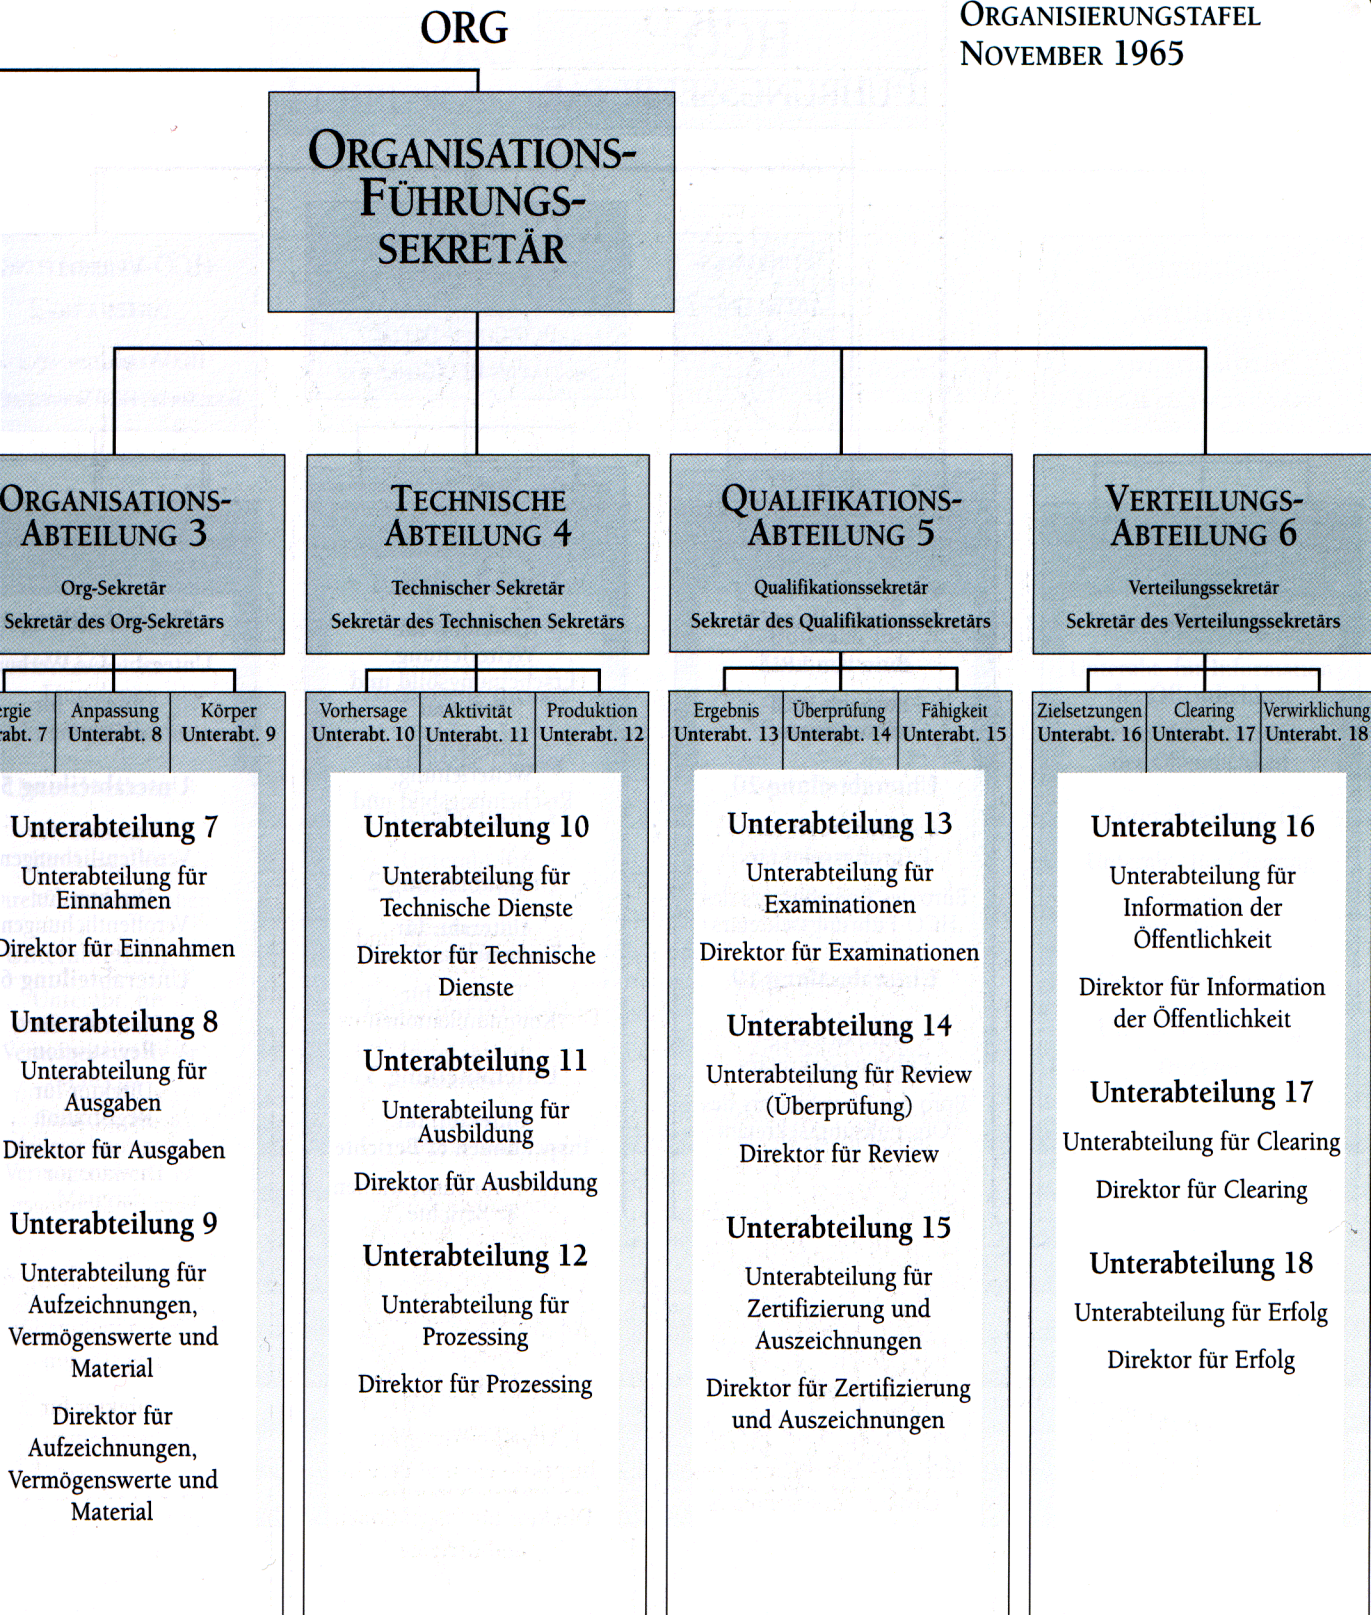 ORG
ORGANISIERUNGSTAFEL
NOVEMBER 1965
ORGANISATIONS-
FÜHRUNGS-
SEKRETÄR
ORGANISATIONS-
ABTEILUNG 3
Org-Sekretär
Sekretär des Org-Sekretärs
ergie
Anpassung
Körper
abt. 7
Unterabt. 8
Unterabt. 9
Unterabteilung 7
Unterabteilung für
Einnahmen
Direktor für Einnahmen
Unterabteilung 8
Unterabteilung für
Ausgaben
Direktor für Ausgaben
Unterabteilung 9
Unterabteilung für
Aufzeichnungen,
Vermögenswerte und
Material
Direktor für
Aufzeichnungen,
Vermögenswerte und
Material
TECHNISCHE
ABTEILUNG 4
Technischer Sekretär
Sekretär des Technischen Sekretärs
Vorhersage
Aktivität
Produktion
Unterabt. 10
Unterabt. 11
Unterabt. 12
Unterabteilung 10
Unterabteilung für
Technische Dienste
Direktor für Technische
Dienste
Unterabteilung 11
Unterabteilung für
Ausbildung
Direktor für Ausbildung
Unterabteilung 12
Unterabteilung für
Prozessing
Direktor für Prozessing
QUALIFIKATIONS-
ABTEILUNG 5
Qualifikationssekretär
Sekretär des Qualifikationssekretärs
Ergebnis
Überprüfung
Fähigkeit
Unterabt. 13
Unterabt. 14
Unterabt. 15
Unterabteilung 13
Unterabteilung für
Examinationen
Direktor für Examinationen
Unterabteilung 14
Unterabteilung für Review
(Überprüfung)
Direktor für Review
Unterabteilung 15
Unterabteilung für
Zertifizierung und
Auszeichnungen
Direktor für Zertifizierung
und Auszeichnungen
VERTEILUNGS-
ABTEILUNG 6
Verteilungssekretär
Sekretär des Verteilungssekretärs
Zielsetzungen
Clearing
Verwirklichung
Unterabt. 16
Unterabt. 17
Unterabt. 18
Unterabteilung 16
Unterabteilung für
Information der
Öffentlichkeit
Direktor für Information
der Öffentlichkeit
Unterabteilung 17
Unterabteilung für Clearing
Direktor für Clearing
Unterabteilung 18
Unterabteilung für Erfolg
Direktor für Erfolg